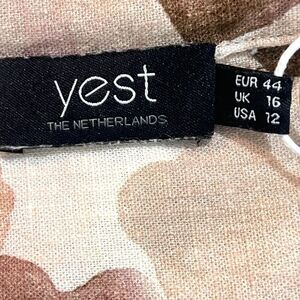 yest
THE NETHERLANDS
EUR 44
UK 16
USA 12